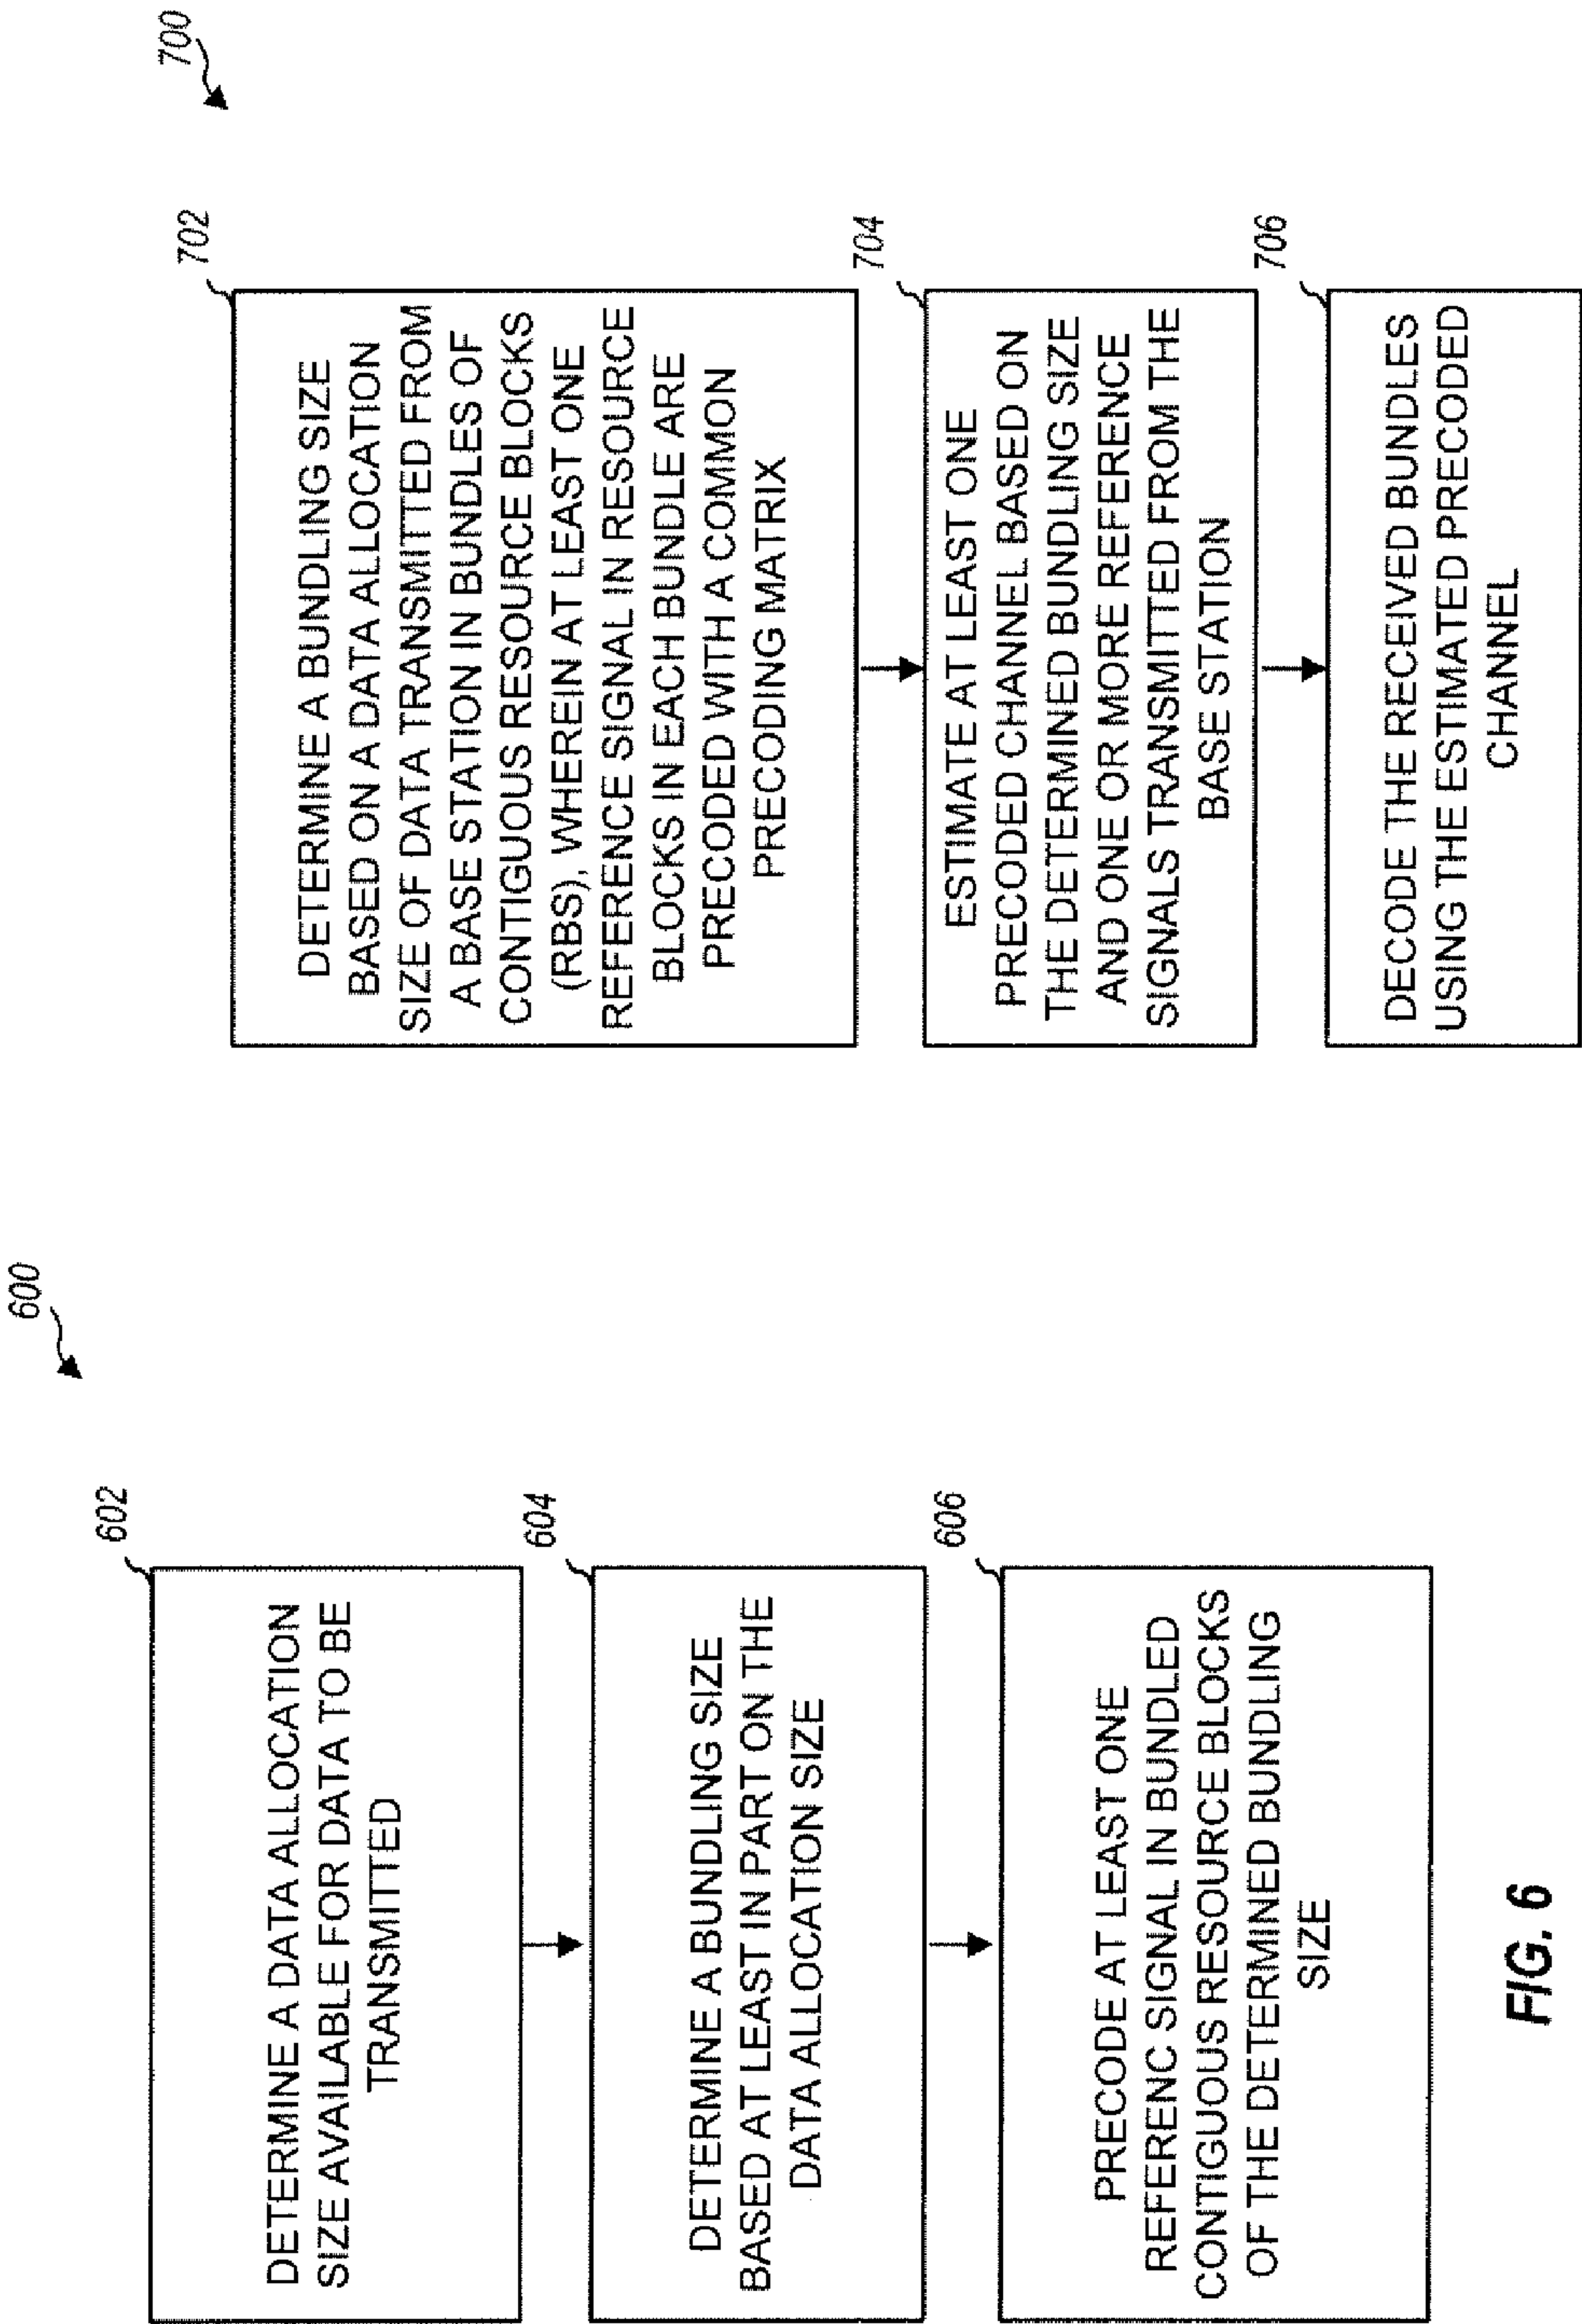 600
602
DETERMINE A DATA ALLOCATION
SIZE AVAILABLE FOR DATA TO BE
TRANSMITTED
604
DETERMINE A BUNDLING SIZE
BASED AT LEAST IN PART ON THE
DATA ALLOCATION SIZE
606
PRECODE AT LEAST ONE
REFERENC SIGNAL IN BUNDLED
CONTIGUOUS RESOURCE BLOCKS
OF THE DETERMINED BUNDLING
SIZE
FIG. 6
700
702
DETERMINE A BUNDLING SIZE
BASED ON A DATA ALLOCATION
SIZE OF DATA TRANSMITTED FROM
A BASE STATION IN BUNDLES OF
CONTIGUOUS RESOURCE BLOCKS
(RBS), WHEREIN AT LEAST ONE
REFERENCE SIGNAL IN RESOURCE
BLOCKS IN EACH BUNDLE ARE
PRECODED WITH A COMMON
PRECODING MATRIX
704
ESTIMATE AT LEAST ONE
PRECODED CHANNEL BASED ON
THE DETERMINED BUNDLING SIZE
AND ONE OR MORE REFERENCE
SIGNALS TRANSMITTED FROM THE
BASE STATION
706
DECODE THE RECEIVED BUNDLES
USING THE ESTIMATED PRECODED
CHANNEL